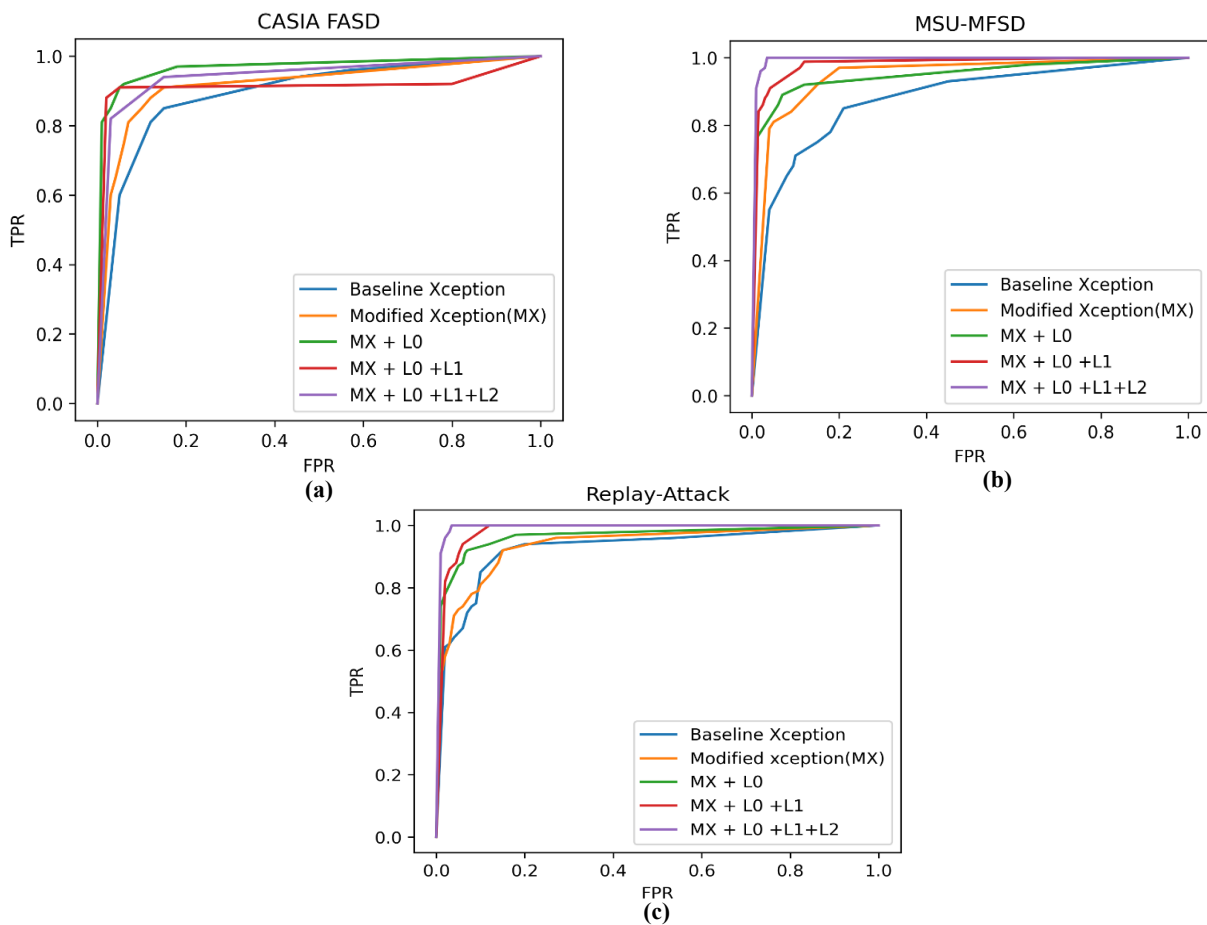 CASIA FASD
1.0
0.8
0.6
0.4
0.2
0.0
TPR
0.0 0.2 0.4 0.6 0.8 1.0
FPR
Baseline Xception
Modified Xception(MX)
MX + L0
MX + L0 +L1
MX + L0 +L1+L2
(a)
MSU-MFSD
1.0
0.8
0.6
0.4
0.2
0.0
TPR
0.0 0.2 0.4 0.6 0.8 1.0
FPR
Baseline Xception
Modified Xception(MX)
MX + L0
MX + L0 +L1
MX + L0 +L1+L2
(b)
Replay-Attack
1.0
0.8
0.6
0.4
0.2
0.0
TPR
0.0 0.2 0.4 0.6 0.8 1.0
FPR
Baseline Xception
Modified xception(MX)
MX + L0
MX + L0 +L1
MX + L0 +L1+L2
(c)